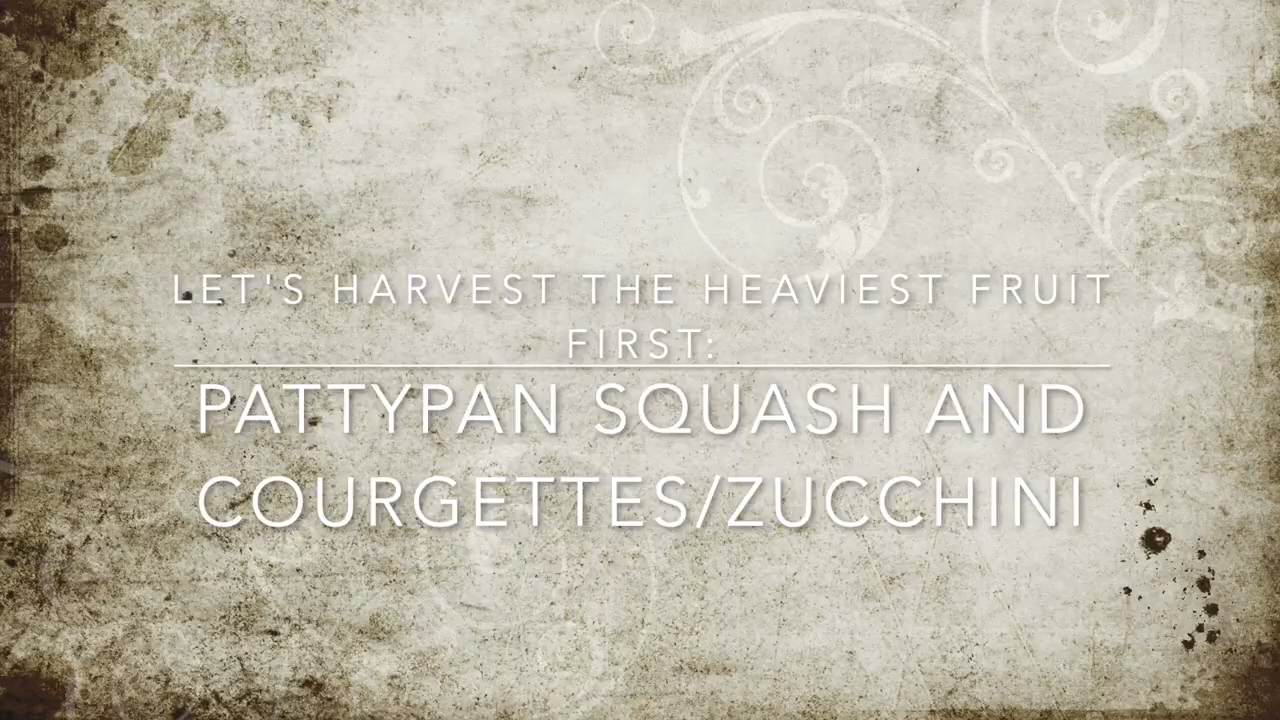 LET'S HARVEST THE HEAVIEST FRUIT
FIRST:
PATTYPAN SQUASH AND
COURGETTES/ZUCCHINI